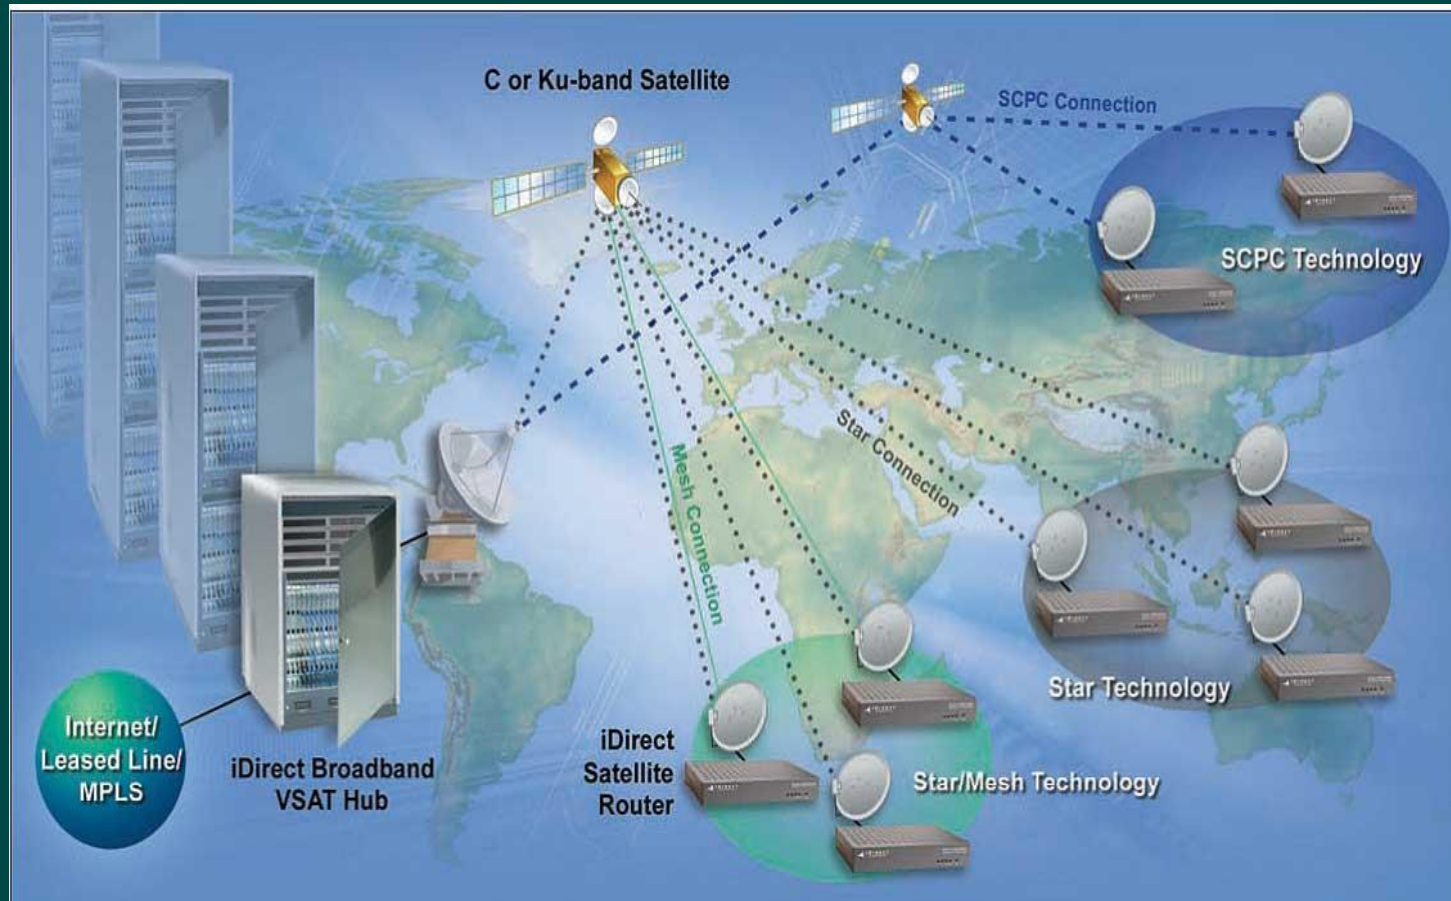 C or Ku-band Satellite
SCPC Connection
SCPC Technology
Star Connection
Mesh Connection
Star Technology
Internet/
Leased Line/
MPLS
iDirect Broadband
VSAT Hub
iDirect
Satellite
Router
Star/Mesh Technology